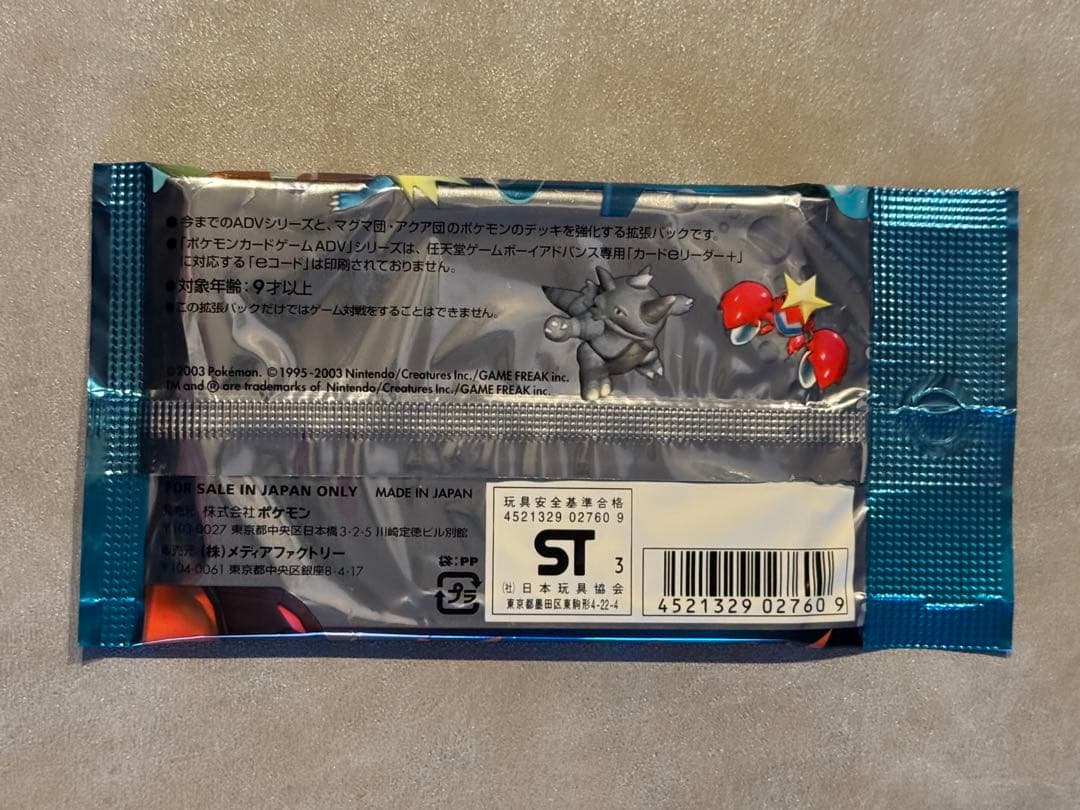 ●今までのADVシリーズと、マグマ団・アクア団のポケモンのデッキを強化する拡張パックです。
●「ポケモンカードゲームADV」シリーズは、任天堂ゲームボーイアドバンス専用「カードeリーダー+」
に対応する「eコード」は印刷されておりません。
●対象年齢:9才以上
●この拡張パックだけではゲーム対戦をすることはできません。
©2003 Pokémon. ©1995-2003 Nintendo/Creatures Inc./GAME FREAK inc.
TM and ® are trademarks of Nintendo/Creatures Inc./GAME FREAK inc.
FOR SALE IN JAPAN ONLY MADE IN JAPAN
株式会社ポケモン
〒103-0027 東京都中央区日本橋3-2-5 川崎定徳ビル別館
(株)メディアファクトリー
〒104-0061 東京都中央区銀座8-4-17
袋:PP
プラ
玩具安全基準合格
4521329 02760 9
ST 3
(社)日本玩具協会
東京都墨田区東駒形4-22-4
4521329 027609